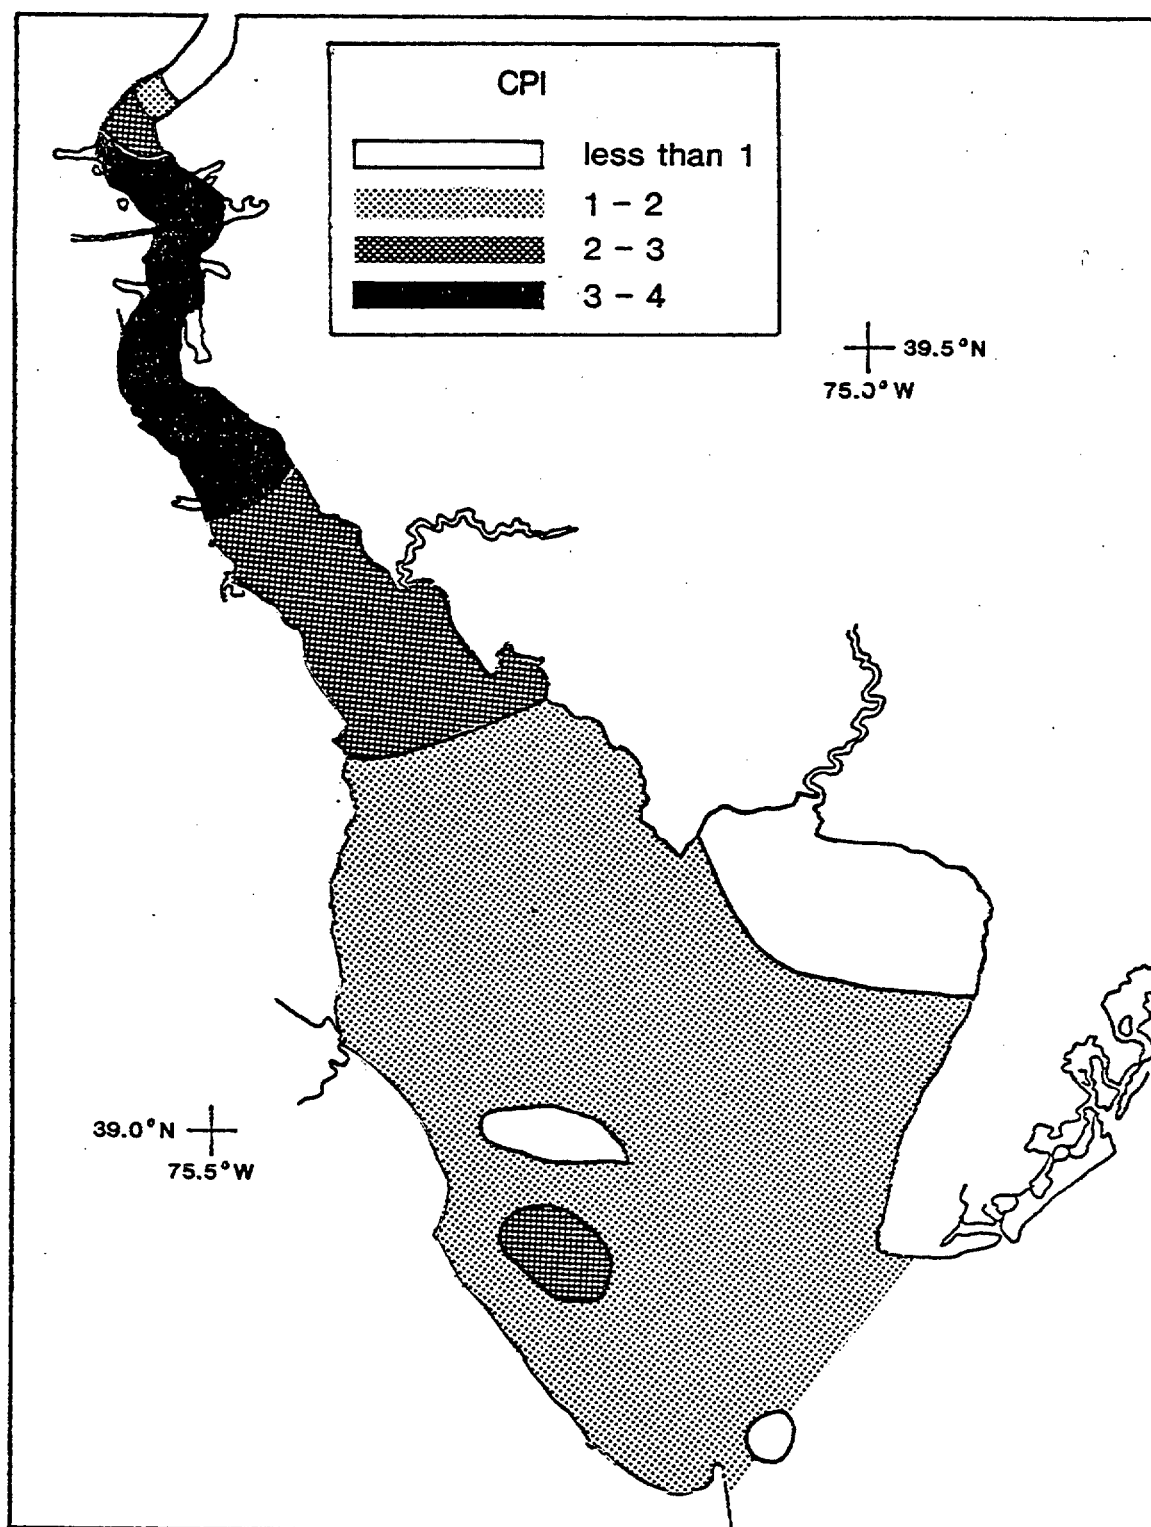 CPI
less than 1
1 – 2
2 – 3
3 – 4
39.5°N
75.0°W
39.0°N
75.5°W